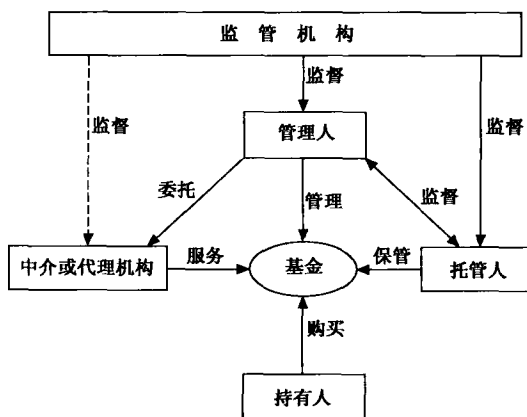 监管机构
监督
管理人
监督
监督
委托
管理
监督
中介或代理机构
服务
基金
保管
托管人
购买
持有人